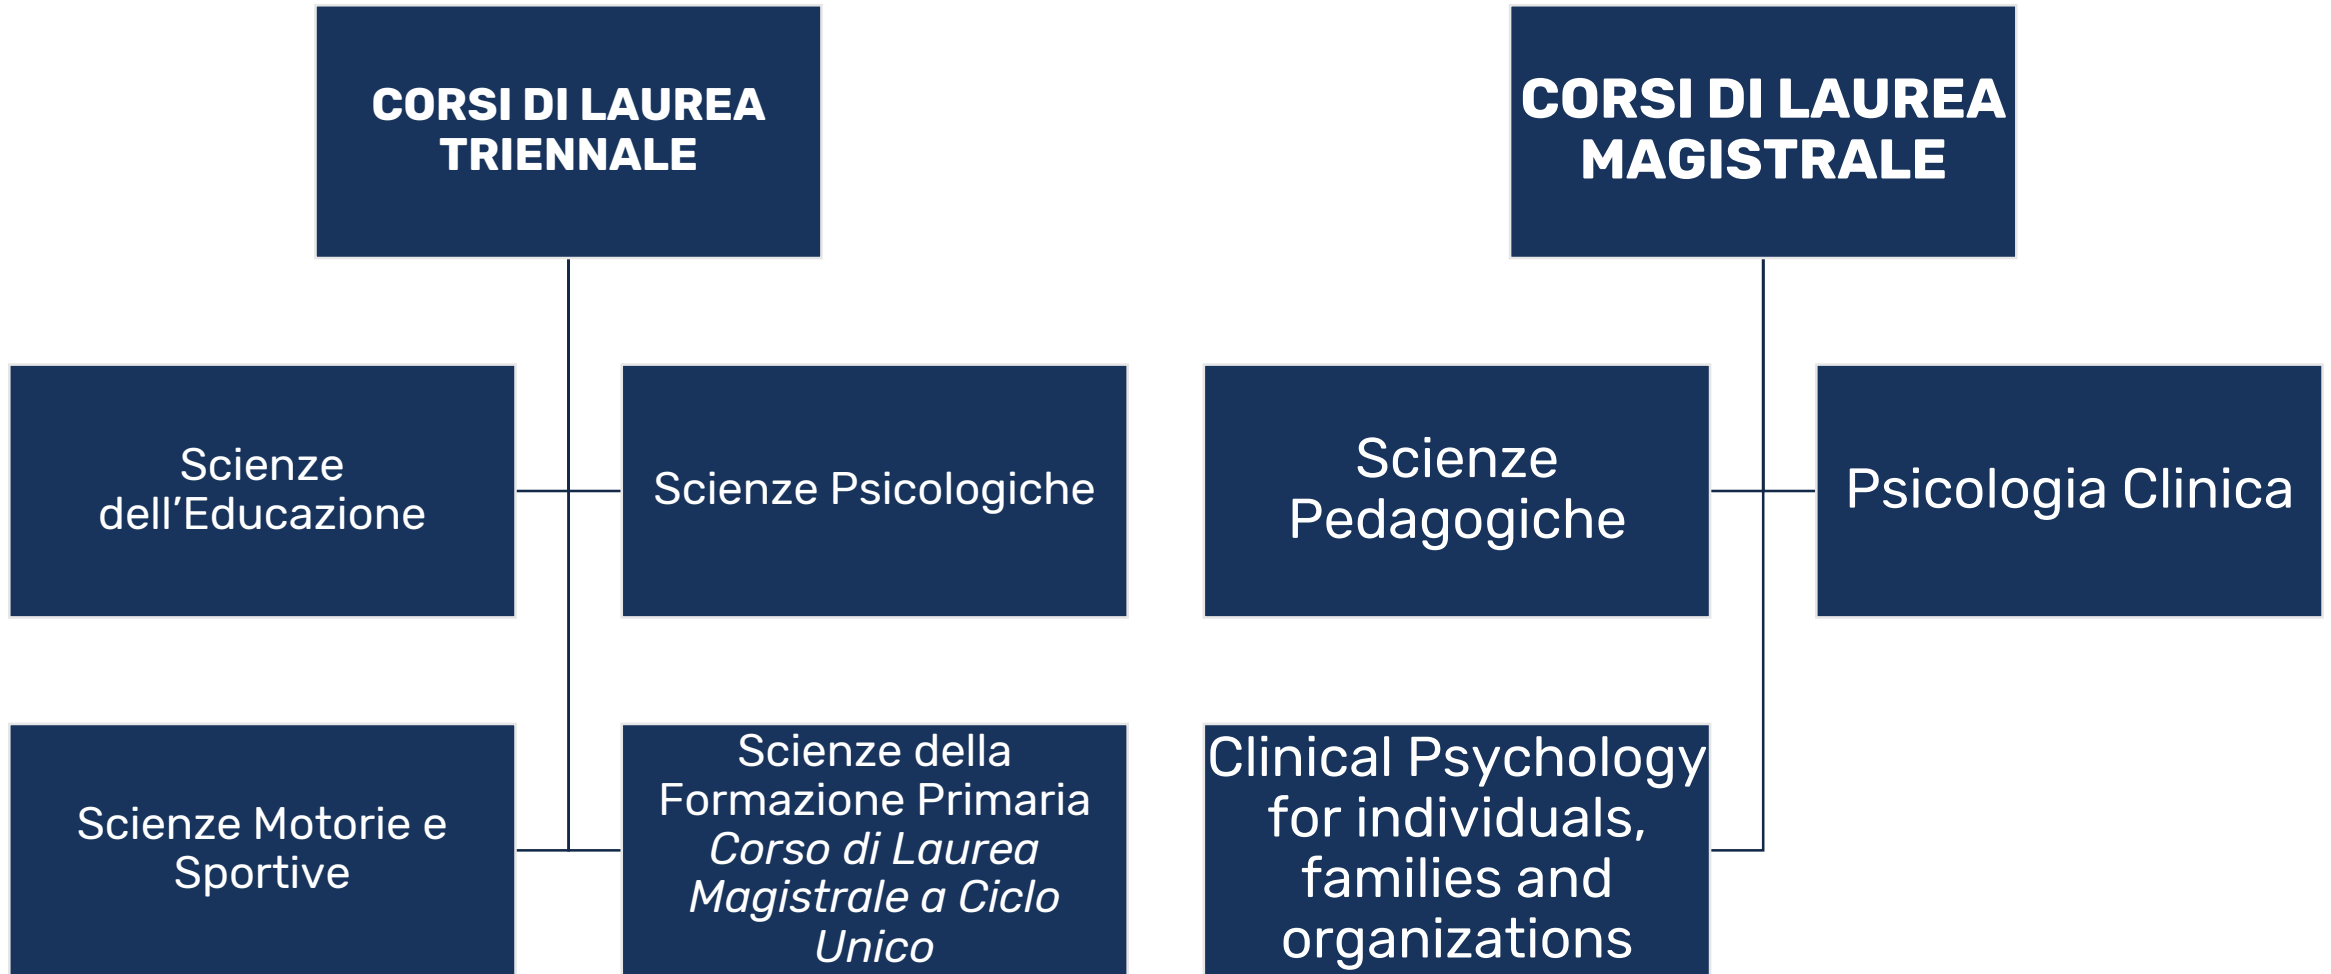 CORSI DI LAUREA
TRIENNALE
Scienze
dell’Educazione
Scienze Psicologiche
Scienze Motorie e
Sportive
Scienze della
Formazione Primaria
Corso di Laurea
Magistrale a Ciclo
Unico
CORSI DI LAUREA
MAGISTRALE
Scienze
Pedagogiche
Psicologia Clinica
Clinical Psychology
for individuals,
families and
organizations